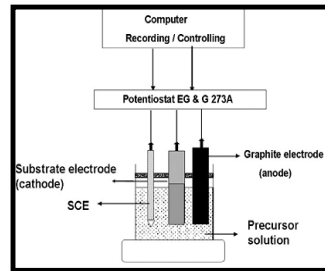 Computer
Recording / Controlling
Potentiostat EG & G 273A
Graphite electrode
(anode)
Substrate electrode
(cathode)
SCE
Precursor
solution